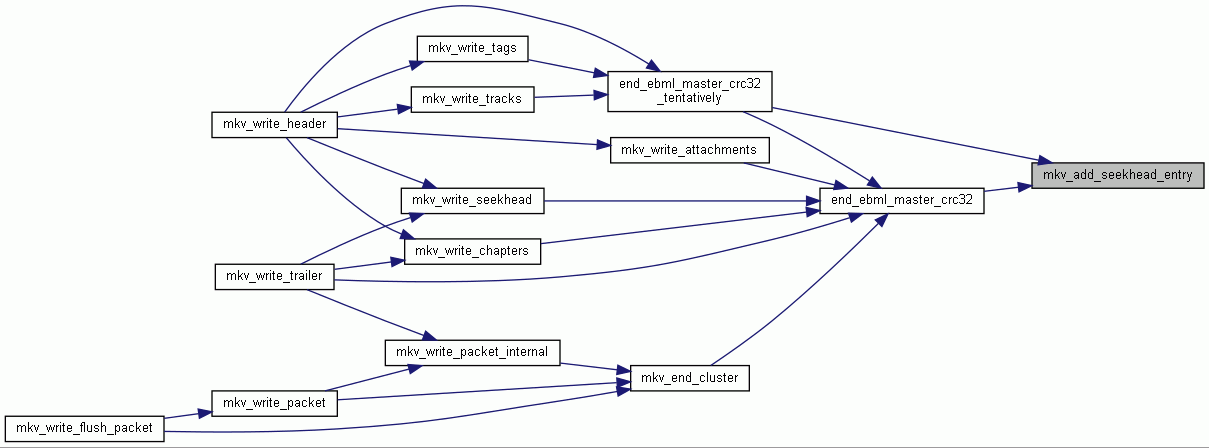 mkv_write_tags
end_ebml_master_crc32
_tentatively
mkv_write_tracks
mkv_write_header
mkv_write_attachments
mkv_add_seekhead_entry
mkv_write_seekhead
end_ebml_master_crc32
mkv_write_chapters
mkv_write_trailer
mkv_write_packet_internal
mkv_end_cluster
mkv_write_packet
mkv_write_flush_packet